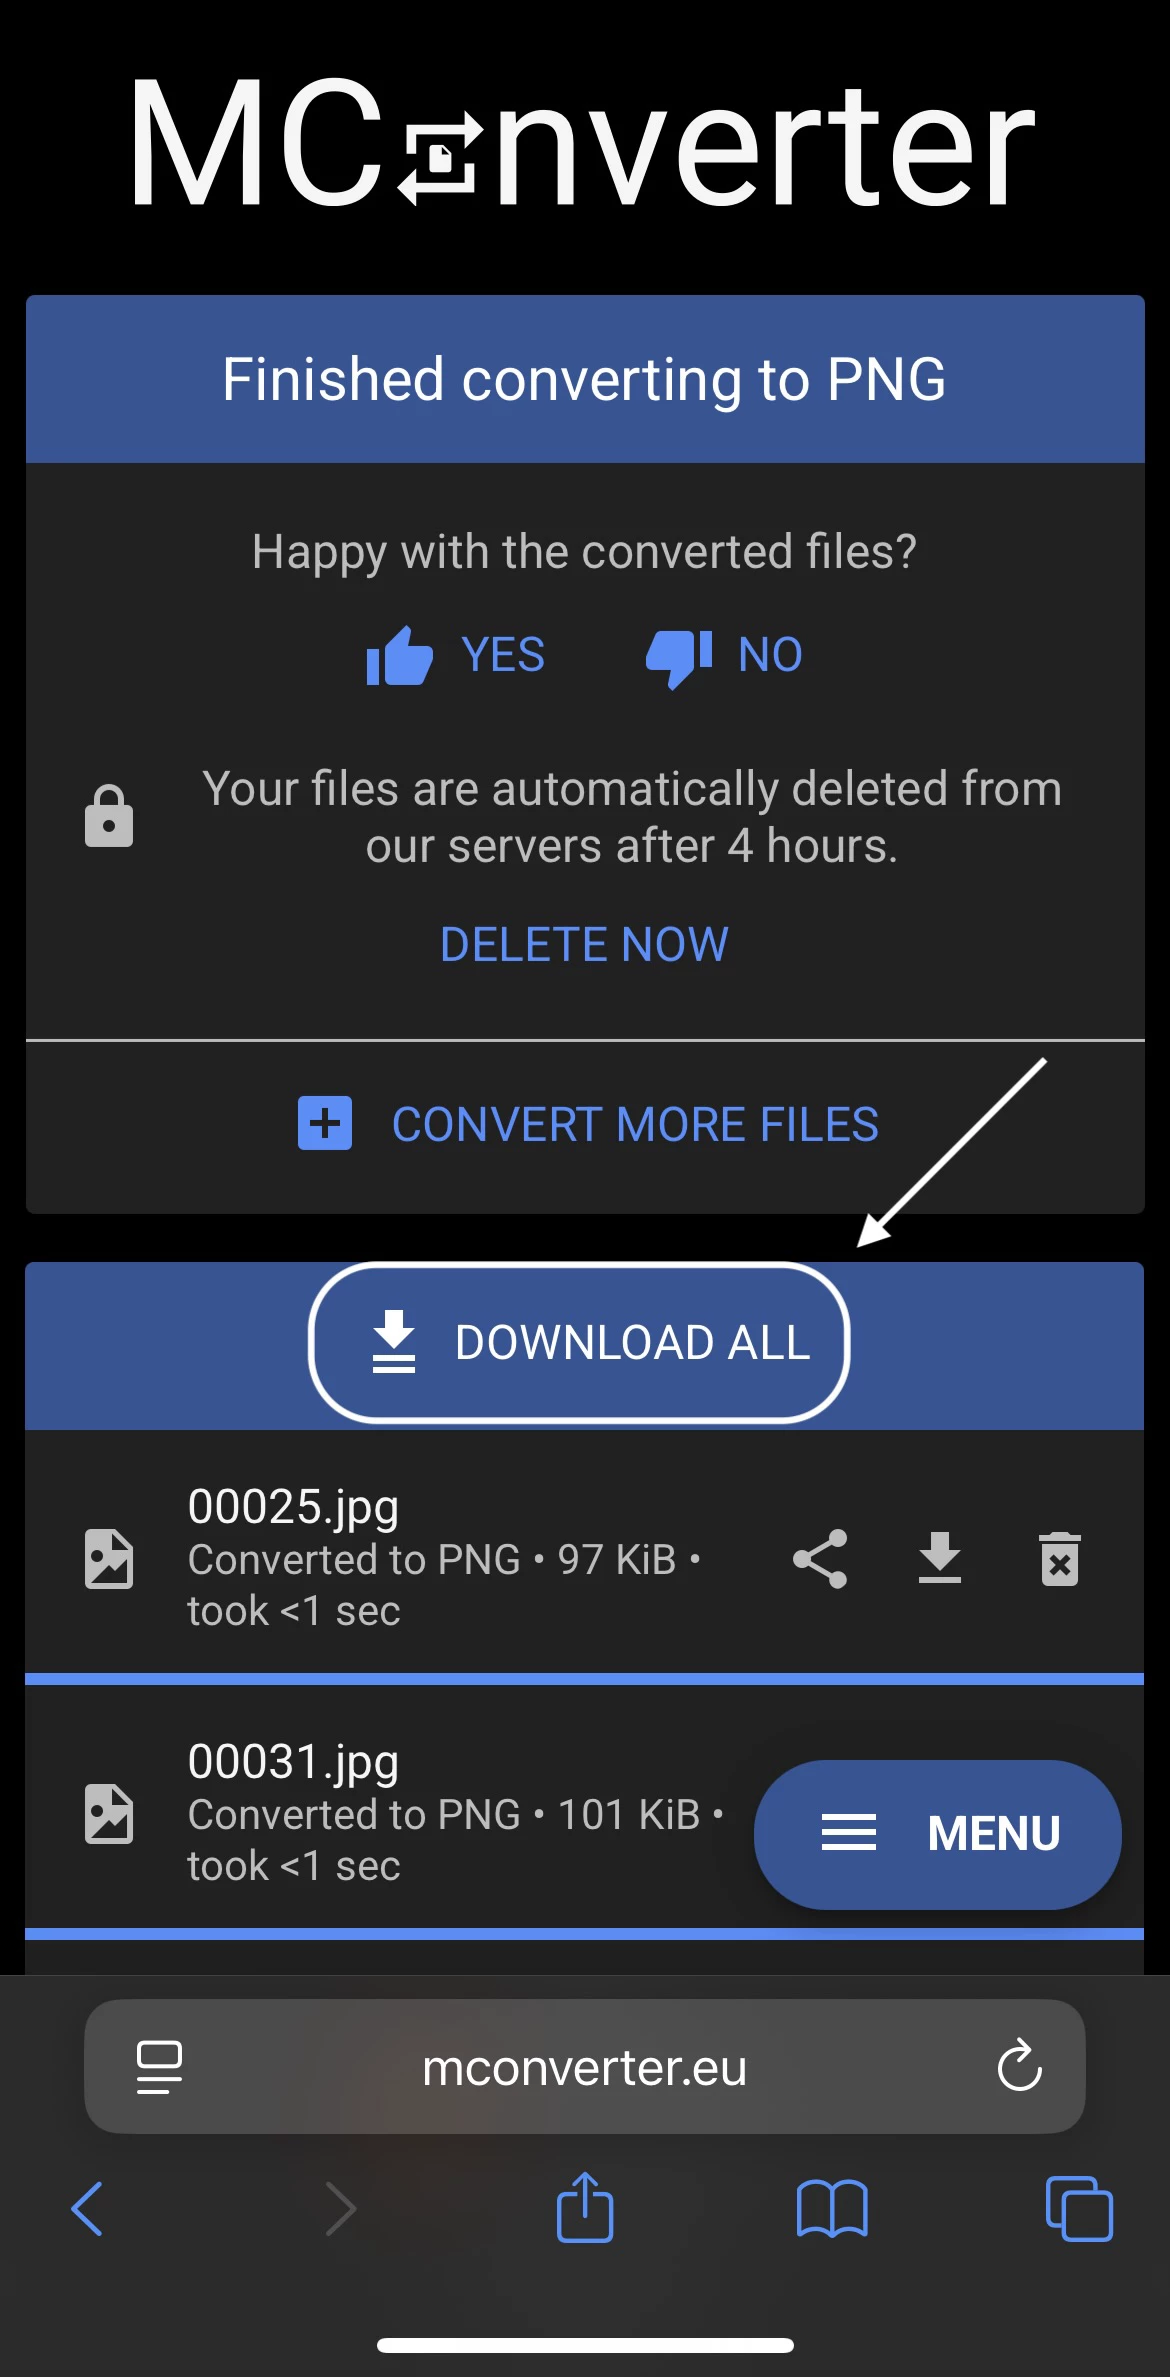 MConverter
Finished converting to PNG
Happy with the converted files?
YES
NO
Your files are automatically deleted from
our servers after 4 hours.
DELETE NOW
CONVERT MORE FILES
DOWNLOAD ALL
00025.jpg
Converted to PNG • 97 KiB •
took <1 sec
00031.jpg
Converted to PNG • 101 KiB •
took <1 sec
MENU
mconverter.eu